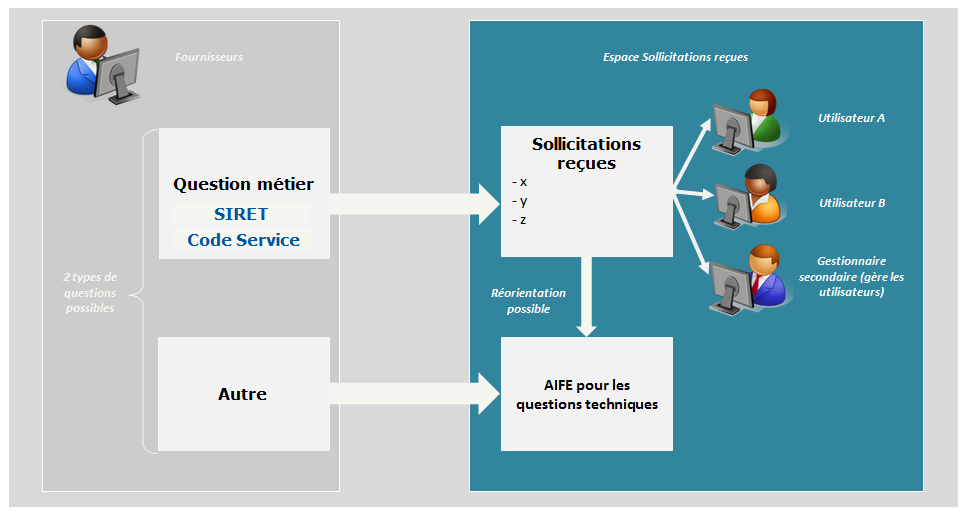 Fournisseurs
2 types de
questions
possibles
Question métier
SIRET
Code Service
Autre
Espace Sollicitations reçues
Sollicitations
reçues
- x
- y
- z
Réorientation
possible
AIFE pour les
questions techniques
Utilisateur A
Utilisateur B
Gestionnaire
secondaire (gère les
utilisateurs)